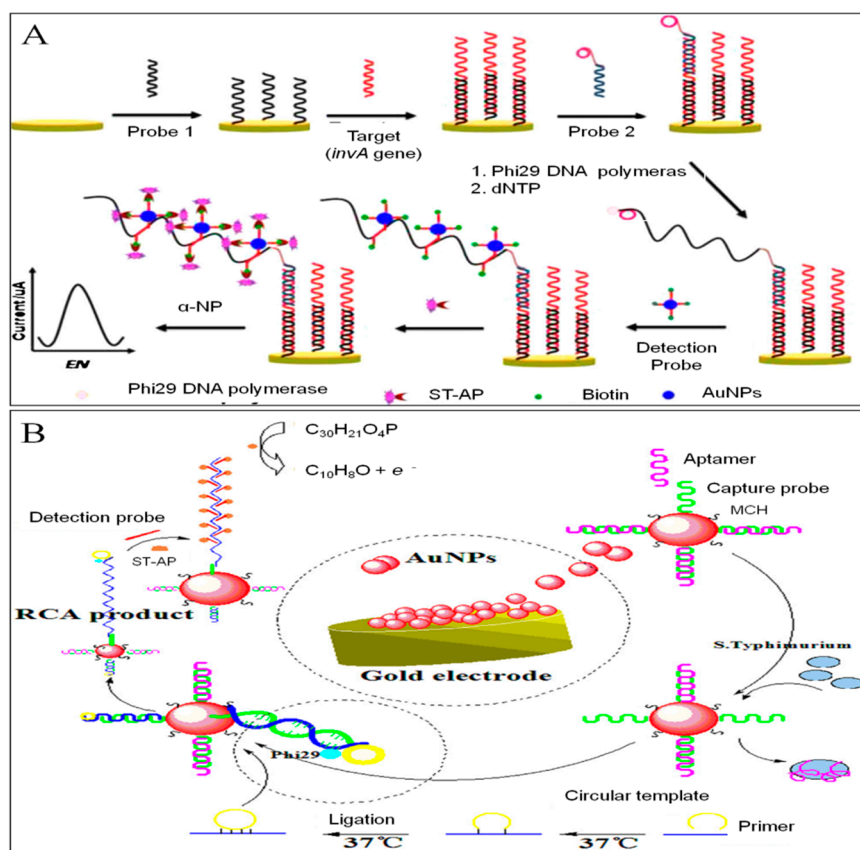 A
Probe 1
Target
(invA gene)
Probe 2
1. Phi29 DNA polymeras
2. dNTP
Current/uA
EN
α-NP
Detection
Probe
Phi29 DNA polymerase
ST-AP
Biotin
AuNPs
B
C30H21O4P
C10H8O + e -
Aptamer
Capture probe
MCH
Detection probe
ST-AP
AuNPs
RCA product
Gold electrode
S.Typhimurium
Phi29
Circular template
Ligation
37℃
37℃
Primer